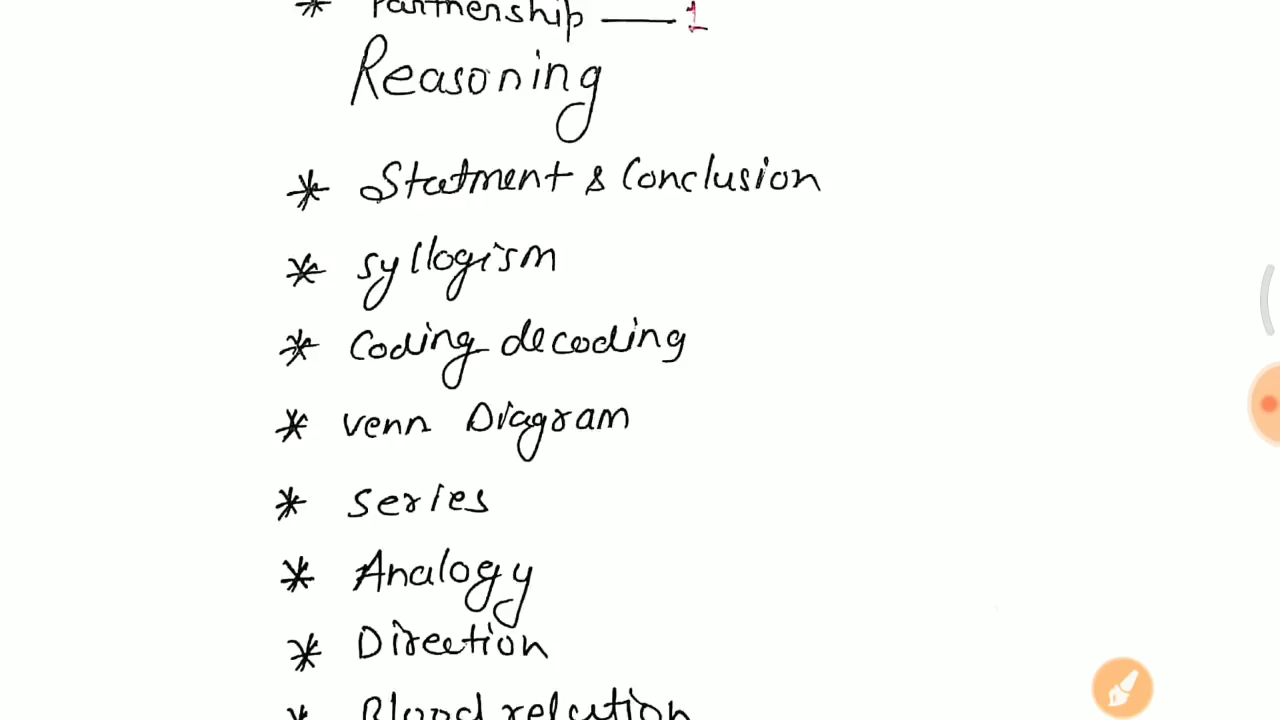 * Partnership — 1
Reasoning
* Statment & Conclusion
* syllogism
* Coding decoding
* venn Diagram
* series
* Analogy
* Direction
* Blood relation